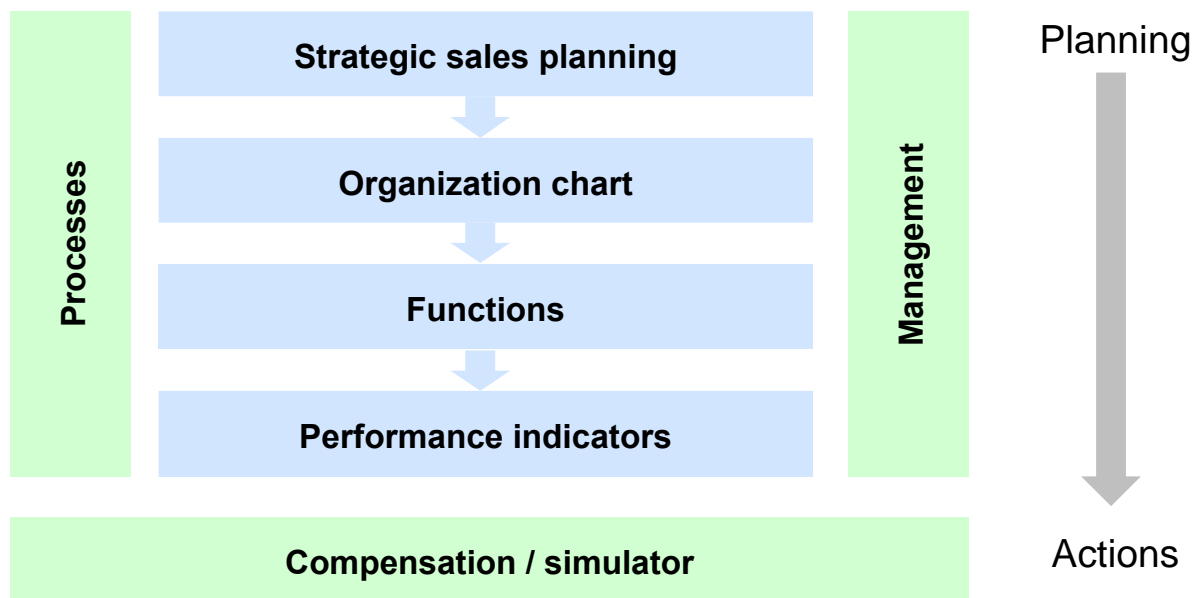 Strategic sales planning
Organization chart
Functions
Performance indicators
Processes
Management
Compensation / simulator
Planning
Actions